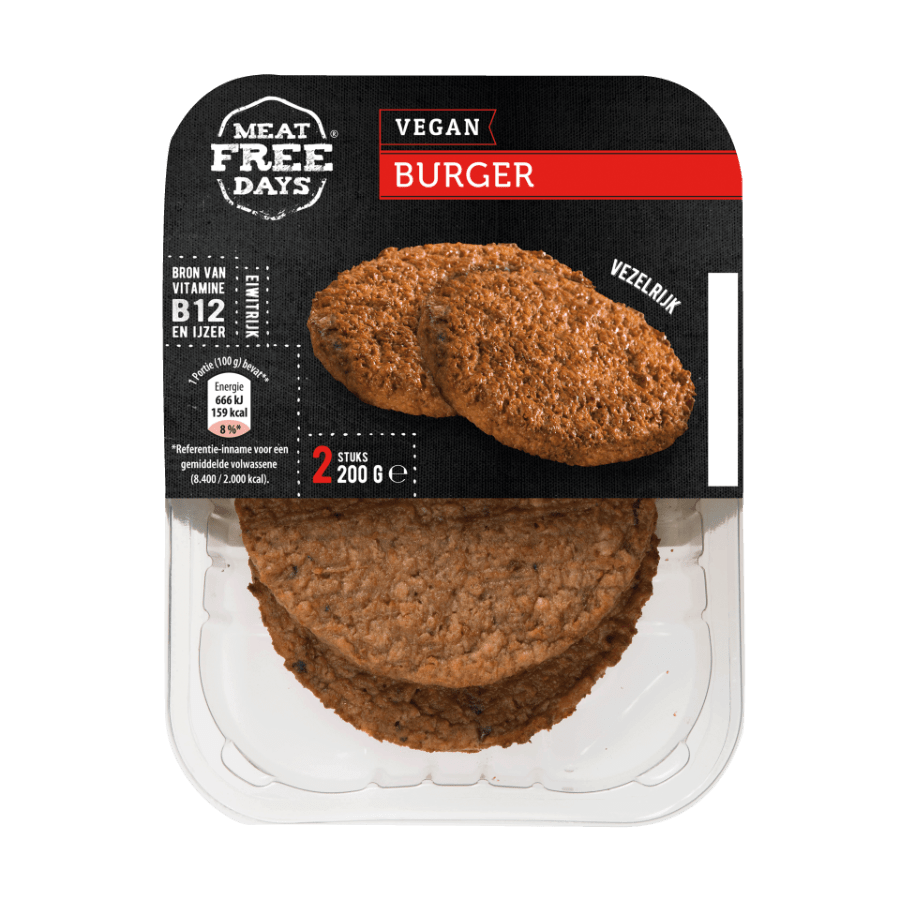 MEAT
FREE
DAYS
®
VEGAN
BURGER
VEZELRIJK
BRON VAN
VITAMINE
B12
EN IJZER
EIWITRIJK
1 Portie (100 g) bevat**
Energie
666 kJ
159 kcal
8 %*
*Referentie-inname voor een
gemiddelde volwassene
(8.400 / 2.000 kcal).
2 STUKS
200 G ℮